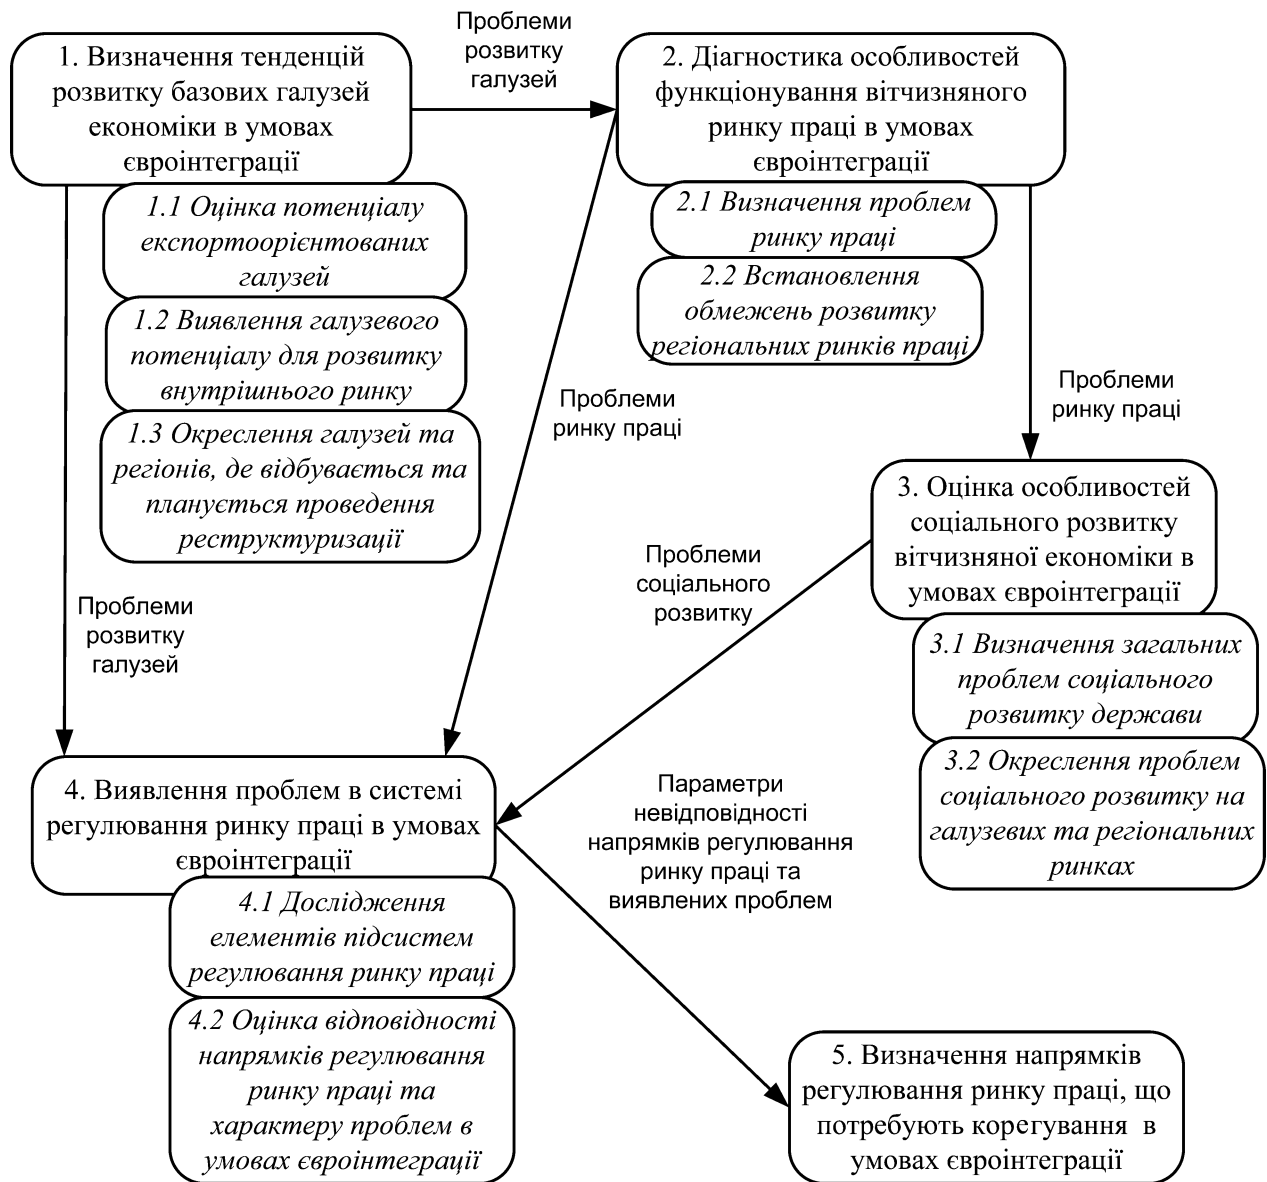 Проблеми
розвитку
галузей
1. Визначення тенденцій
розвитку базових галузей
економіки в умовах
євроінтеграції
2. Діагностика особливостей
функціонування вітчизняного
ринку праці в умовах
євроінтеграції
1.1 Оцінка потенціалу
експортоорієнтованих
галузей
1.2 Виявлення галузевого
потенціалу для розвитку
внутрішнього ринку
1.3 Окреслення галузей та
регіонів, де відбувається та
планується проведення
реструктуризації
2.1 Визначення проблем
ринку праці
2.2 Встановлення
обмежень розвитку
регіональних ринків праці
Проблеми
ринку праці
Проблеми
ринку праці
3. Оцінка особливостей
соціального розвитку
вітчизняної економіки в
умовах євроінтеграції
Проблеми
соціального
розвитку
Проблеми
розвитку
галузей
3.1 Визначення загальних
проблем соціального
розвитку держави
3.2 Окреслення проблем
соціального розвитку на
галузевих та регіональних
ринках
4. Виявлення проблем в системі
регулювання ринку праці в умовах
євроінтеграції
Параметри
невідповідності
напрямків регулювання
ринку праці та
виявлених проблем
4.1 Дослідження
елементів підсистем
регулювання ринку праці
4.2 Оцінка відповідності
напрямків регулювання
ринку праці та
характеру проблем в
умовах євроінтеграції
5. Визначення напрямків
регулювання ринку праці, що
потребують корегування в
умовах євроінтеграції